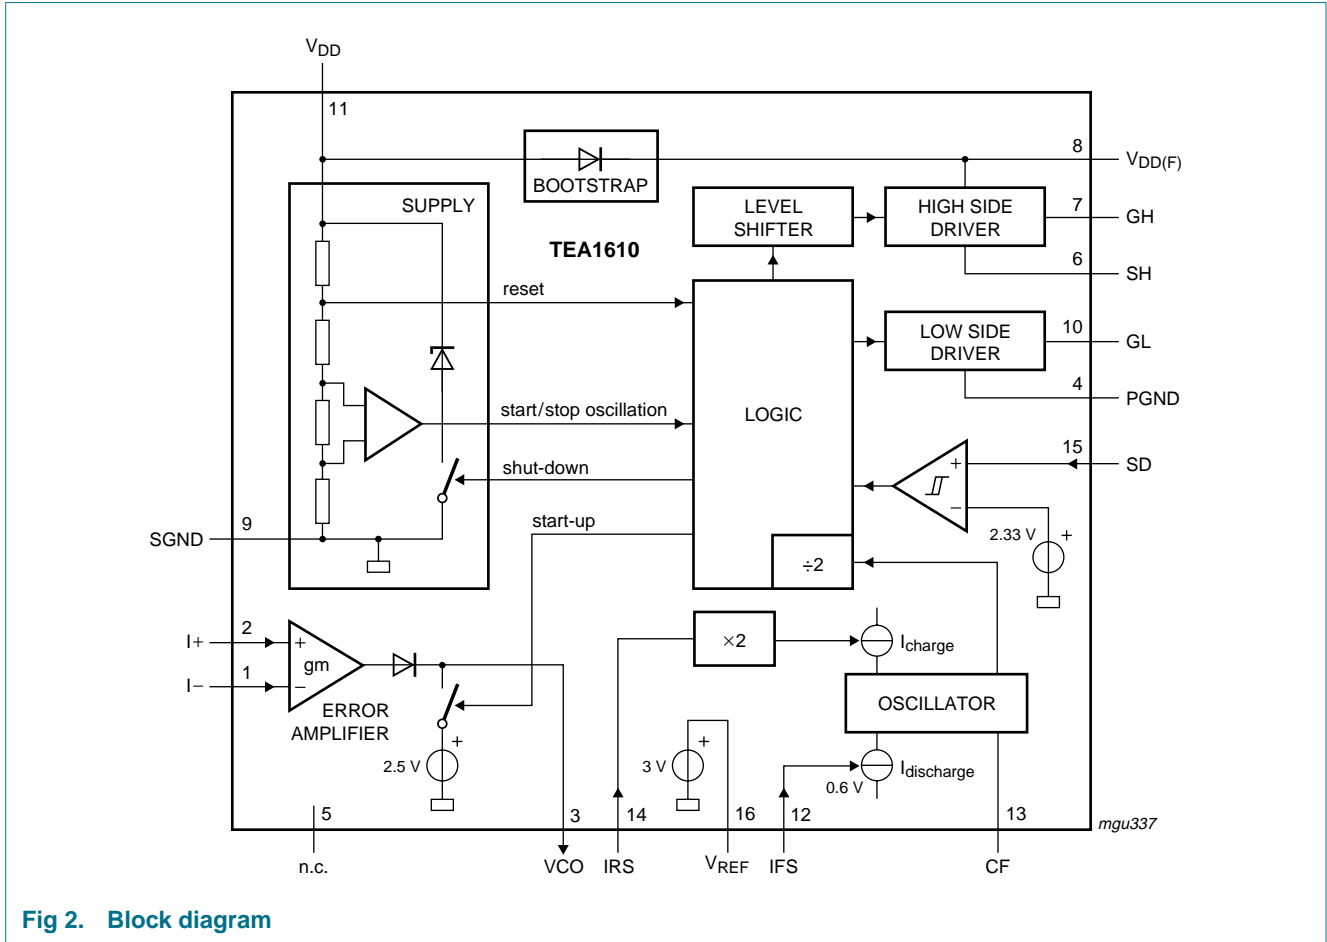 VDD
11
8
VDD(F)
BOOTSTRAP
SUPPLY
LEVEL
SHIFTER
HIGH SIDE
DRIVER
7
GH
TEA1610
6
SH
reset
LOW SIDE
DRIVER
10
GL
4
PGND
start/stop oscillation
LOGIC
15
SD
+
−
shut-down
2.33 V
+
start-up
9
SGND
÷2
2
I+
+
gm
1
I−
−
ERROR
AMPLIFIER
×2
Icharge
OSCILLATOR
+
2.5 V
+
3 V
Idischarge
0.6 V
5
3
14
16
12
13
mgu337
n.c.
VCO
IRS
VREF
IFS
CF
Fig 2. Block diagram